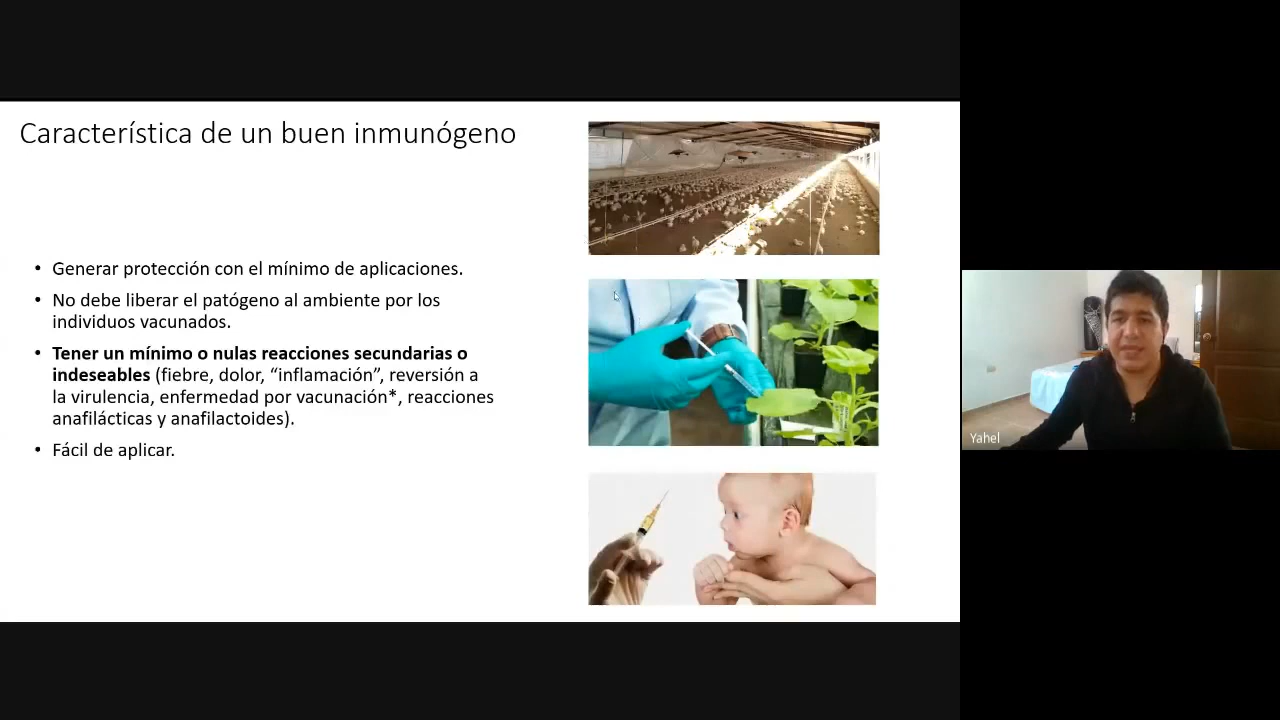 Característica de un buen inmunógeno
• Generar protección con el mínimo de aplicaciones.
• No debe liberar el patógeno al ambiente por los
individuos vacunados.
• Tener un mínimo o nulas reacciones secundarias o
indeseables (fiebre, dolor, “inflamación”, reversión a
la virulencia, enfermedad por vacunación*, reacciones
anafilácticas y anafilactoides).
• Fácil de aplicar.
Yahel